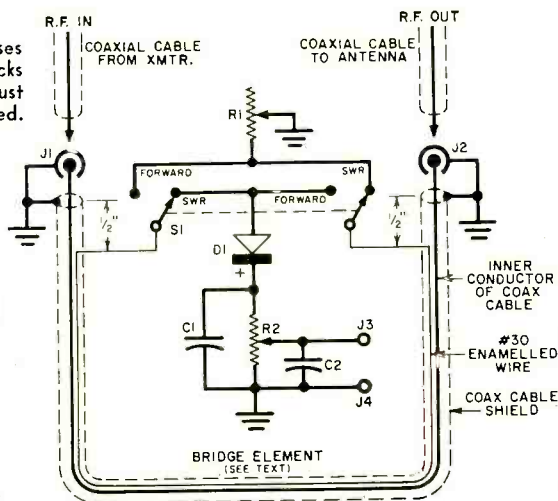 R.F. IN
R.F. OUT
ses
cks
ust
ed.
COAXIAL CABLE
FROM XMTR.
COAXIAL CABLE
TO ANTENNA
R1
J1
J2
FORWARD
SWR
SWR
FORWARD
1/2"
1/2"
S1
D1
+
INNER
CONDUCTOR
OF COAX
CABLE
C1
R2
J3
C2
#30
ENAMELLED
WIRE
J4
COAX CABLE
SHIELD
BRIDGE ELEMENT
(SEE TEXT)